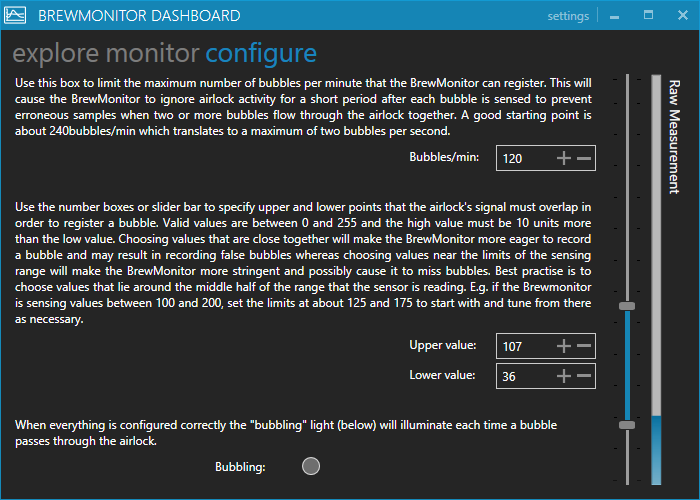 BREWMONITOR DASHBOARD
settings
explore monitor configure
Use this box to limit the maximum number of bubbles per minute that the BrewMonitor can register. This will
cause the BrewMonitor to ignore airlock activity for a short period after each bubble is sensed to prevent
erroneous samples when two or more bubbles flow through the airlock together. A good starting point is
about 240bubbles/min which translates to a maximum of two bubbles per second.
Bubbles/min: 120
Use the number boxes or slider bar to specify upper and lower points that the airlock's signal must overlap in
order to register a bubble. Valid values are between 0 and 255 and the high value must be 10 units more
than the low value. Choosing values that are close together will make the BrewMonitor more eager to record
a bubble and may result in recording false bubbles whereas choosing values near the limits of the sensing
range will make the BrewMonitor more stringent and possibly cause it to miss bubbles. Best practise is to
choose values that lie around the middle half of the range that the sensor is reading. E.g. if the Brewmonitor
is sensing values between 100 and 200, set the limits at about 125 and 175 to start with and tune from there
as necessary.
Upper value: 107
Lower value: 36
When everything is configured correctly the "bubbling" light (below) will illuminate each time a bubble
passes through the airlock.
Bubbling:
Raw Measurement